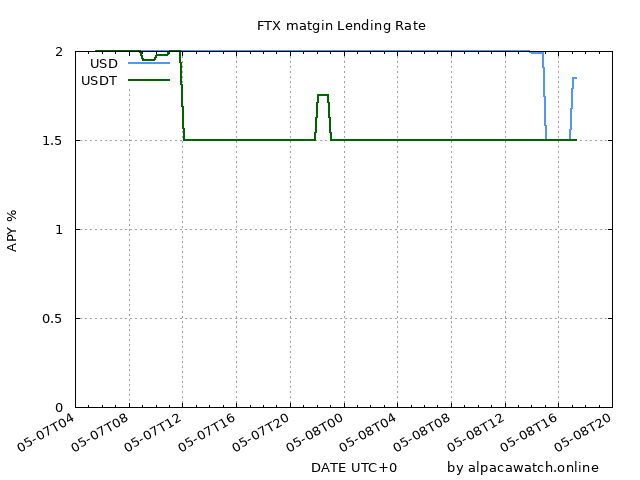 FTX matgin Lending Rate
2
USD
USDT
1.5
1
APY %
0.5
0
05-07T04
05-07T08
05-07T12
05-07T16
05-07T20
05-08T00
05-08T04
05-08T08
05-08T12
05-08T16
05-08T20
DATE UTC+0
by alpacawatch.online